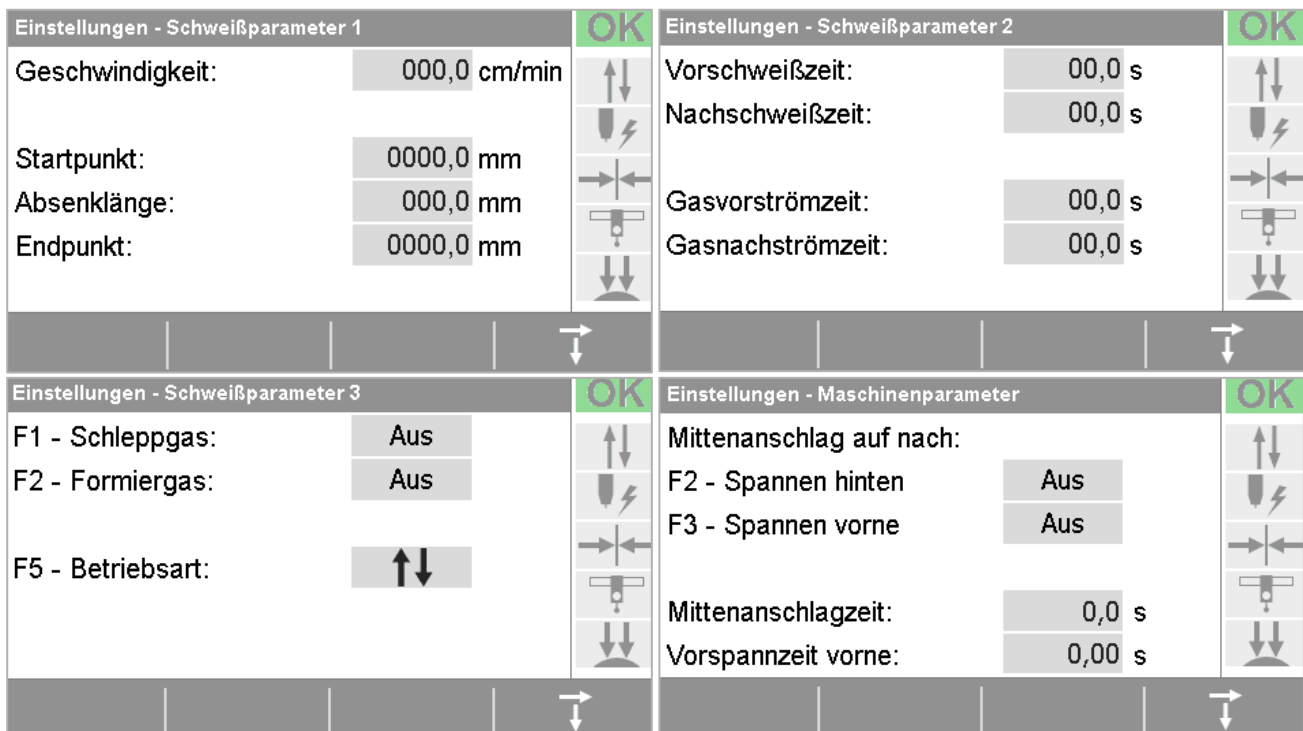 Einstellungen - Schweißparameter 1
OK
Geschwindigkeit: 000,0 cm/min
Startpunkt: 0000,0 mm
Absenklänge: 000,0 mm
Endpunkt: 0000,0 mm
Einstellungen - Schweißparameter 2
OK
Vorschweißzeit: 00,0 s
Nachschweißzeit: 00,0 s
Gasvorströmzeit: 00,0 s
Gasnachströmzeit: 00,0 s
Einstellungen - Schweißparameter 3
OK
F1 - Schleppgas: Aus
F2 - Formiergas: Aus
F5 - Betriebsart:
Einstellungen - Maschinenparameter
OK
Mittenanschlag auf nach:
F2 - Spannen hinten Aus
F3 - Spannen vorne Aus
Mittenanschlagzeit: 0,0 s
Vorspannzeit vorne: 0,00 s